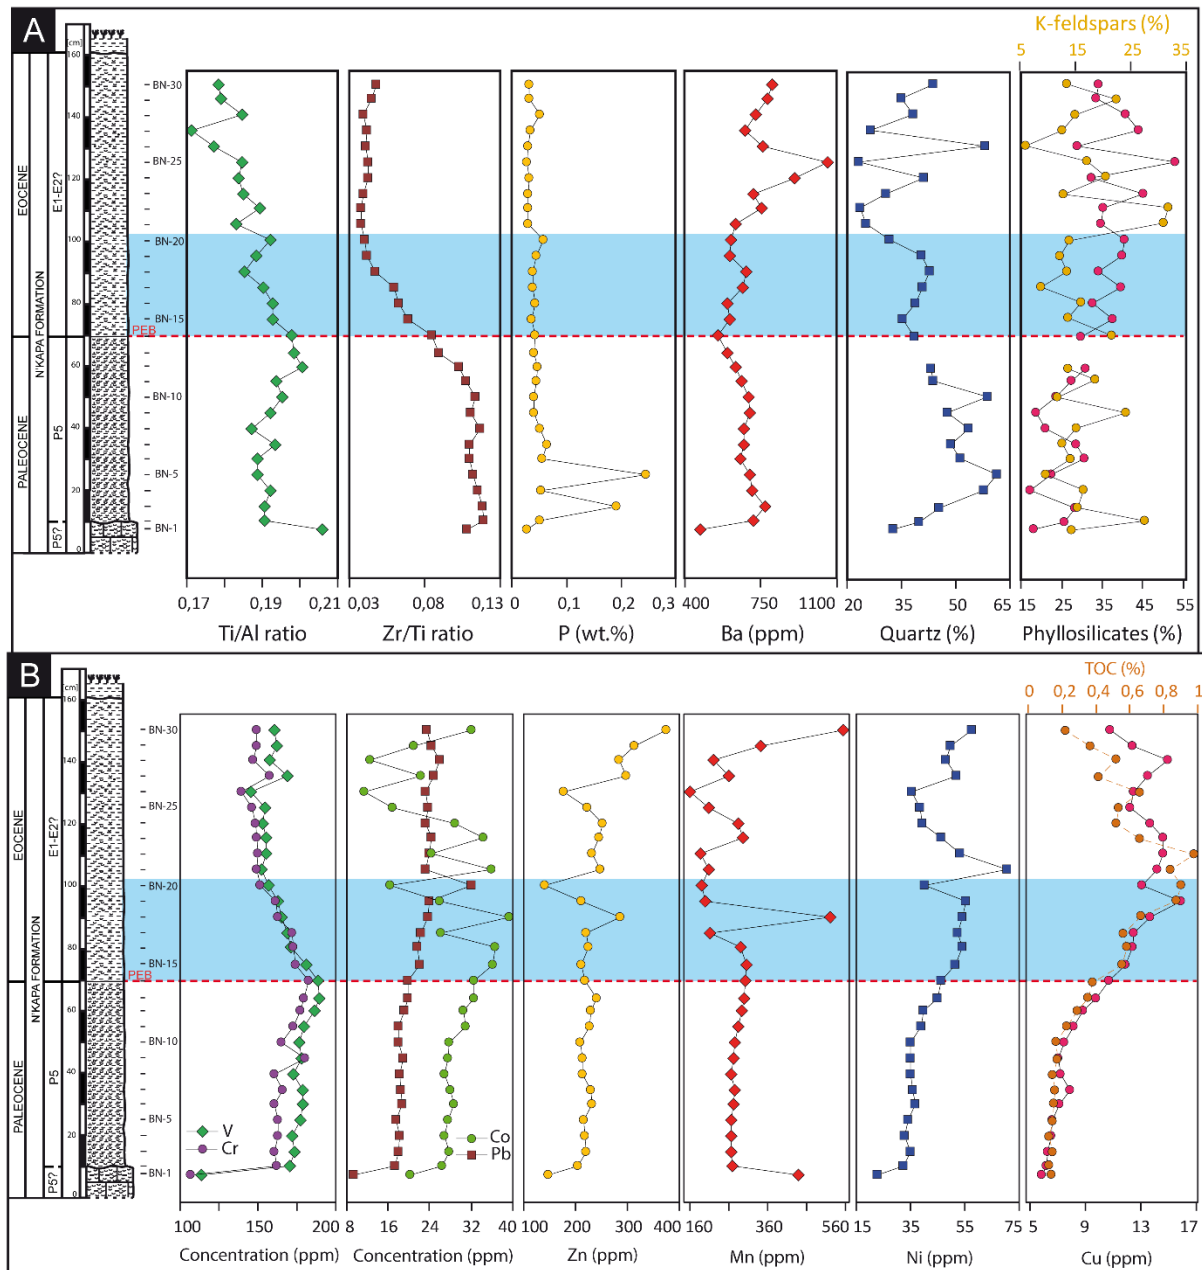 A
K-feldspars (%)
5 15 25 35
[cm]
160
140
120
100
80
60
40
20
0
EOCENE
PALEOCENE
N'KAPA FORMATION
E1-E2?
P5
P5?
BN-30
BN-25
BN-20
BN-15
PEB
BN-10
BN-5
BN-1
0,17 0,19 0,21
Ti/Al ratio
0,03 0,08 0,13
Zr/Ti ratio
0 0,1 0,2 0,3
P (wt.%)
400 750 1100
Ba (ppm)
20 35 50 65
Quartz (%)
15 25 35 45 55
Phyllosilicates (%)
B
TOC (%)
0 0,2 0,4 0,6 0,8 1
[cm]
160
140
120
100
80
60
40
20
0
EOCENE
PALEOCENE
N'KAPA FORMATION
E1-E2?
P5
P5?
BN-30
BN-25
BN-20
BN-15
PEB
BN-10
BN-5
BN-1
V
Cr
Co
Pb
100 150 200
Concentration (ppm)
8 16 24 32 40
Concentration (ppm)
100 200 300 400
Zn (ppm)
160 360 560
Mn (ppm)
15 35 55 75
Ni (ppm)
5 9 13 17
Cu (ppm)